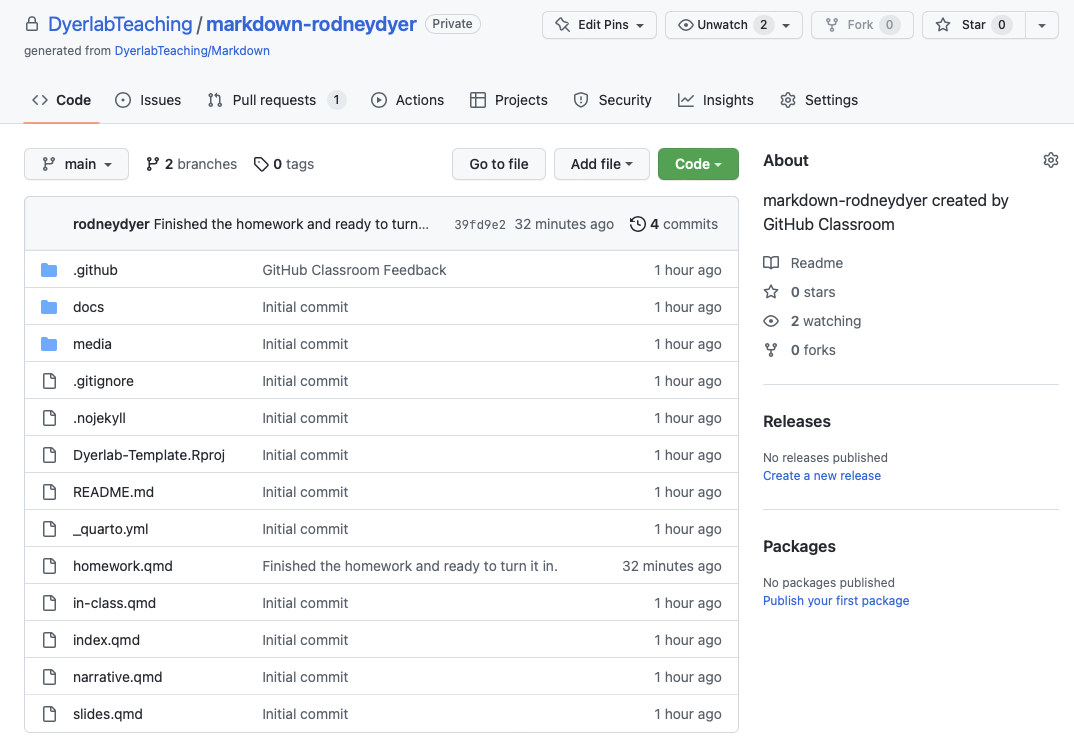 DyerlabTeaching / markdown-rodneydyer Private Edit Pins Unwatch 2 Fork 0 Star 0
generated from DyerlabTeaching/Markdown
Code Issues Pull requests 1 Actions Projects Security Insights Settings
main 2 branches 0 tags Go to file Add file Code
rodneydyer Finished the homework and ready to turn... 39fd9e2 32 minutes ago 4 commits
.github GitHub Classroom Feedback 1 hour ago
docs Initial commit 1 hour ago
media Initial commit 1 hour ago
.gitignore Initial commit 1 hour ago
.nojekyll Initial commit 1 hour ago
Dyerlab-Template.Rproj Initial commit 1 hour ago
README.md Initial commit 1 hour ago
_quarto.yml Initial commit 1 hour ago
homework.qmd Finished the homework and ready to turn it in. 32 minutes ago
in-class.qmd Initial commit 1 hour ago
index.qmd Initial commit 1 hour ago
narrative.qmd Initial commit 1 hour ago
slides.qmd Initial commit 1 hour ago
About
markdown-rodneydyer created by
GitHub Classroom
Readme
0 stars
2 watching
0 forks
Releases
No releases published
Create a new release
Packages
No packages published
Publish your first package